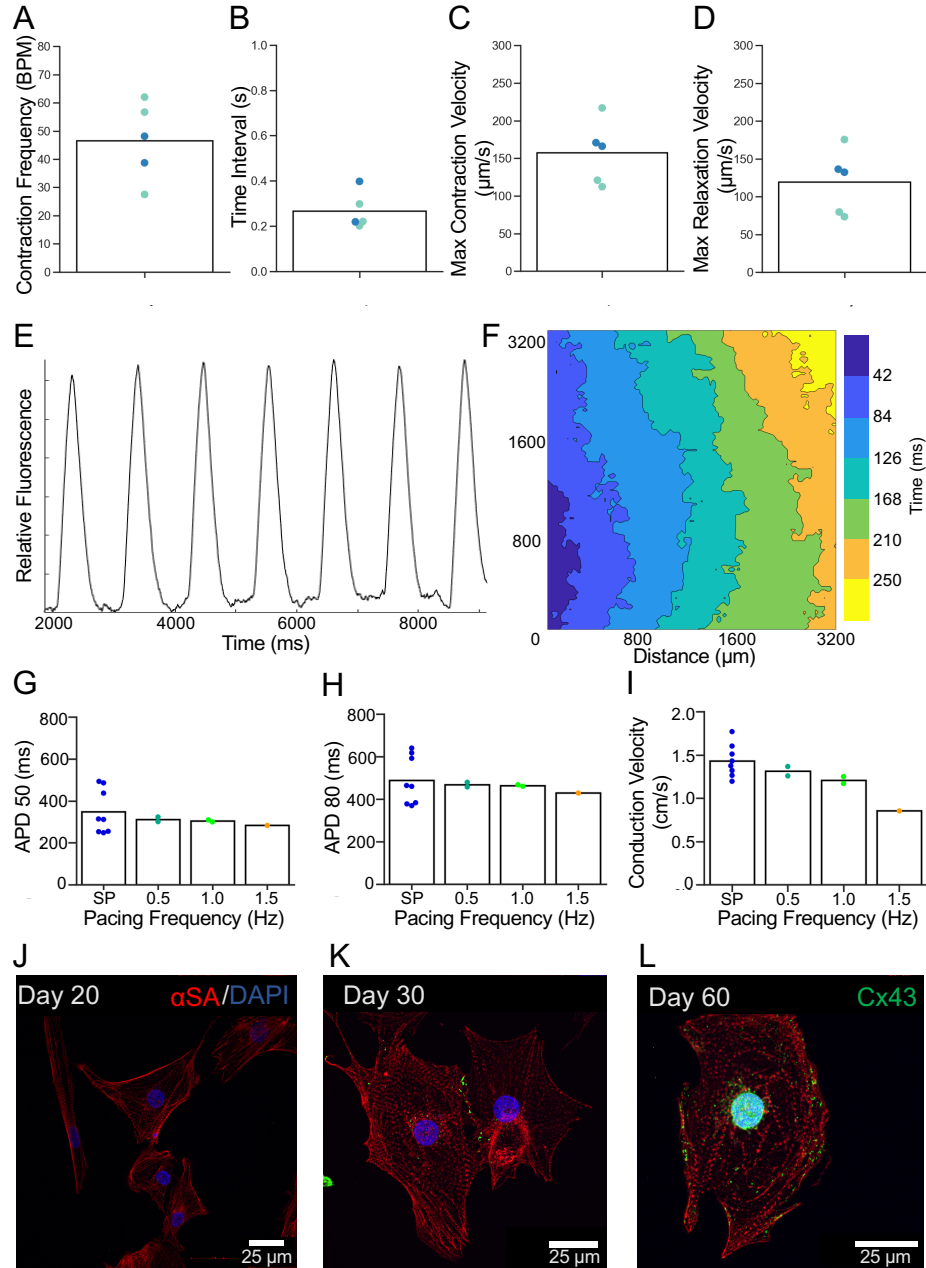 A
Contraction Frequency (BPM)
80
70
60
50
40
30
20
10
0
B
Time Interval (s)
1.0
0.8
0.6
0.4
0.2
0.0
C
Max Contraction Velocity
(µm/s)
300
250
200
150
100
50
0
D
Max Relaxation Velocity
(µm/s)
300
250
200
150
100
50
0
E
Relative Fluorescence
2000 4000 6000 8000
Time (ms)
F
3200
1600
800
0 800 1600 3200
Distance (µm)
42
84
126
168
210
250
Time (ms)
G
APD 50 (ms)
800
600
400
200
0
SP 0.5 1.0 1.5
Pacing Frequency (Hz)
H
APD 80 (ms)
800
600
400
200
0
SP 0.5 1.0 1.5
Pacing Frequency (Hz)
I
Conduction Velocity
(cm/s)
2.0
1.5
1.0
0.5
0
SP 0.5 1.0 1.5
Pacing Frequency (Hz)
J
Day 20 αSA/DAPI
25 µm
K
Day 30
25 µm
L
Day 60 Cx43
25 µm